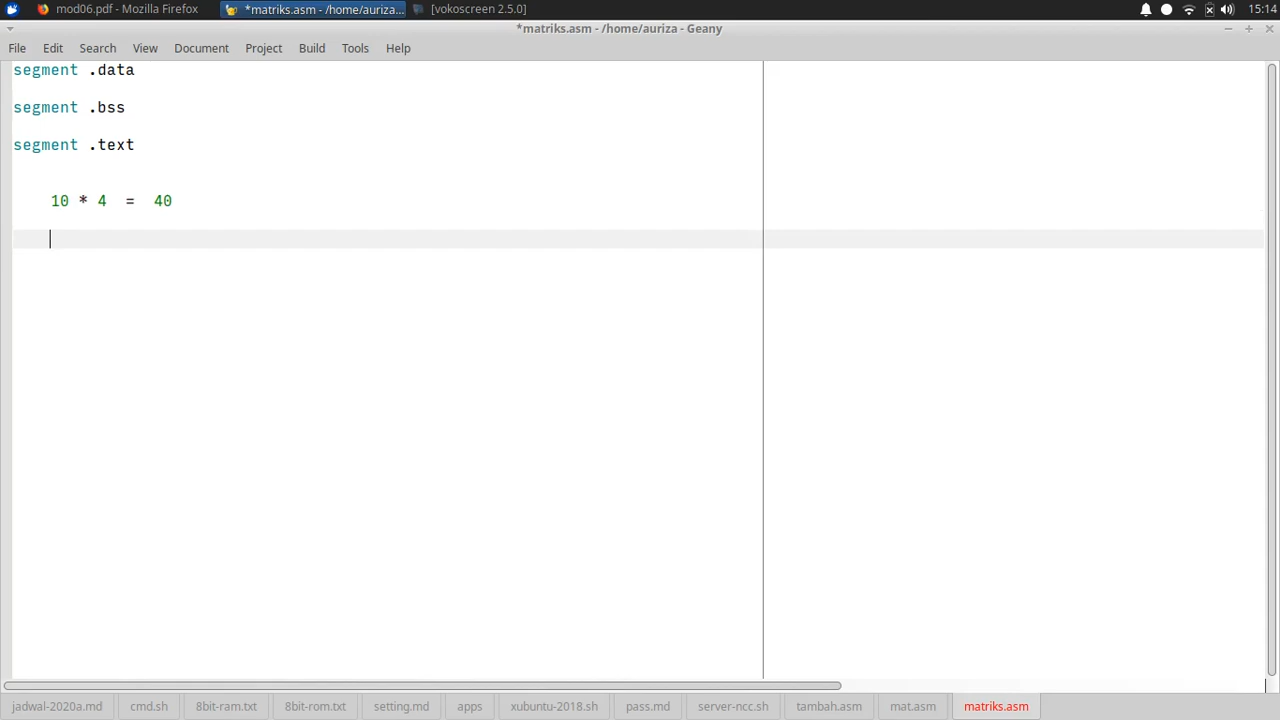 mod06.pdf - Mozilla Firefox *matriks.asm - /home/auriza... [vokoscreen 2.5.0] 15:14
*matriks.asm - /home/auriza - Geany
File Edit Search View Document Project Build Tools Help
segment .data
segment .bss
segment .text
10 * 4 = 40
jadwal-2020a.md cmd.sh 8bit-ram.txt 8bit-rom.txt setting.md apps xubuntu-2018.sh pass.md server-ncc.sh tambah.asm mat.asm matriks.asm